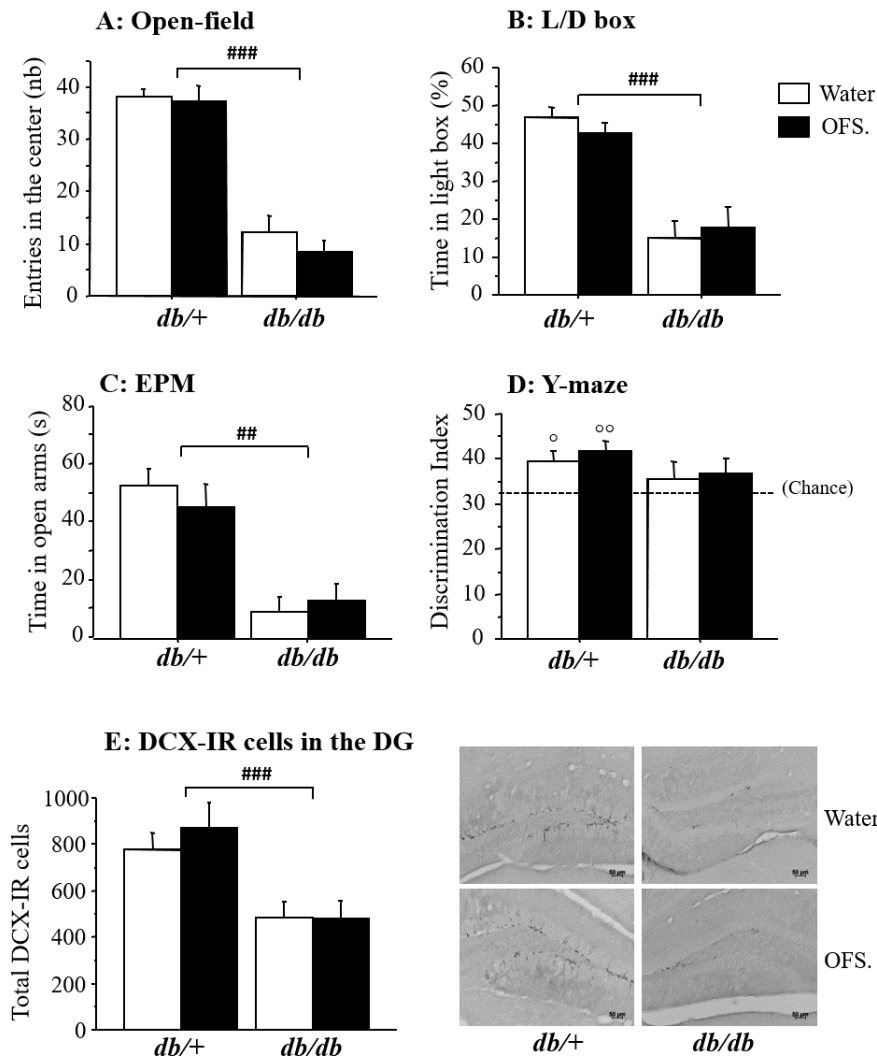 A: Open-field
Entries in the center (nb)
40
30
20
10
0
###
db/+
db/db
B: L/D box
Time in light box (%)
60
50
40
30
20
10
0
###
db/+
db/db
Water
OFS.
C: EPM
Time in open arms (s)
80
60
40
20
0
##
db/+
db/db
D: Y-maze
Discrimination Index
50
40
30
20
10
0
(Chance)
db/+
db/db
E: DCX-IR cells in the DG
Total DCX-IR cells
1000
800
600
400
200
0
###
db/+
db/db
Water
OFS.
db/+
db/db